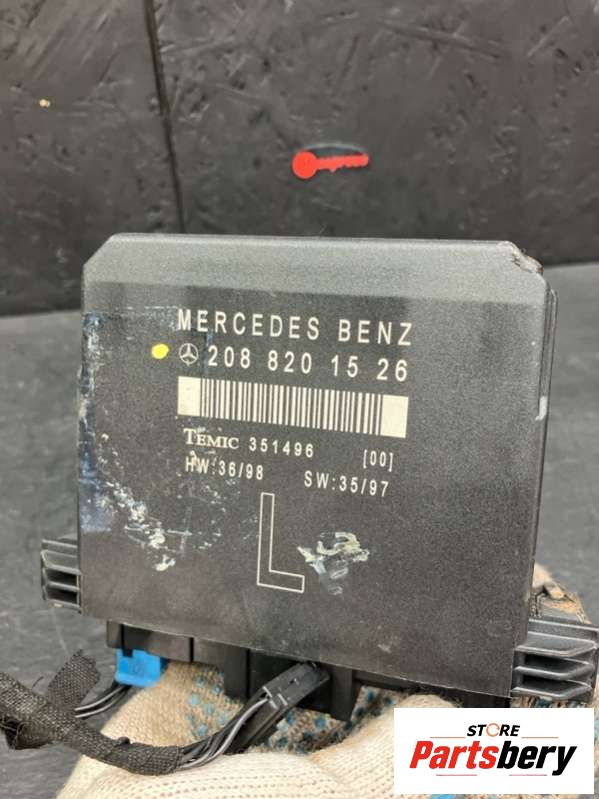 MERCEDES BENZ
208 820 15 26
TEMIC 351496 [00]
HW:36/98 SW:35/97
L
STORE
Partsbery